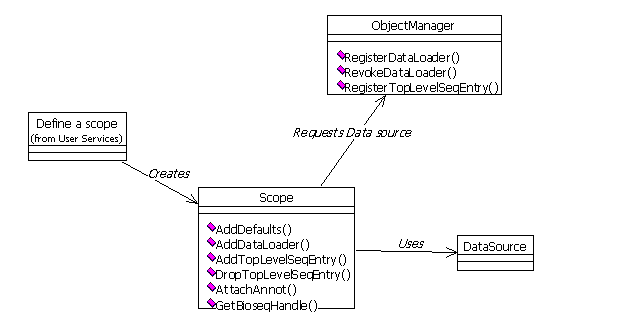 ObjectManager
RegisterDataLoader()
RevokeDataLoader()
RegisterTopLevelSeqEntry()
Requests Data source
Define a scope
(from User Services)
Creates
Scope
AddDefaults()
AddDataLoader()
AddTopLevelSeqEntry()
DropTopLevelSeqEntry()
AttachAnnot()
GetBioseqHandle()
Uses
DataSource